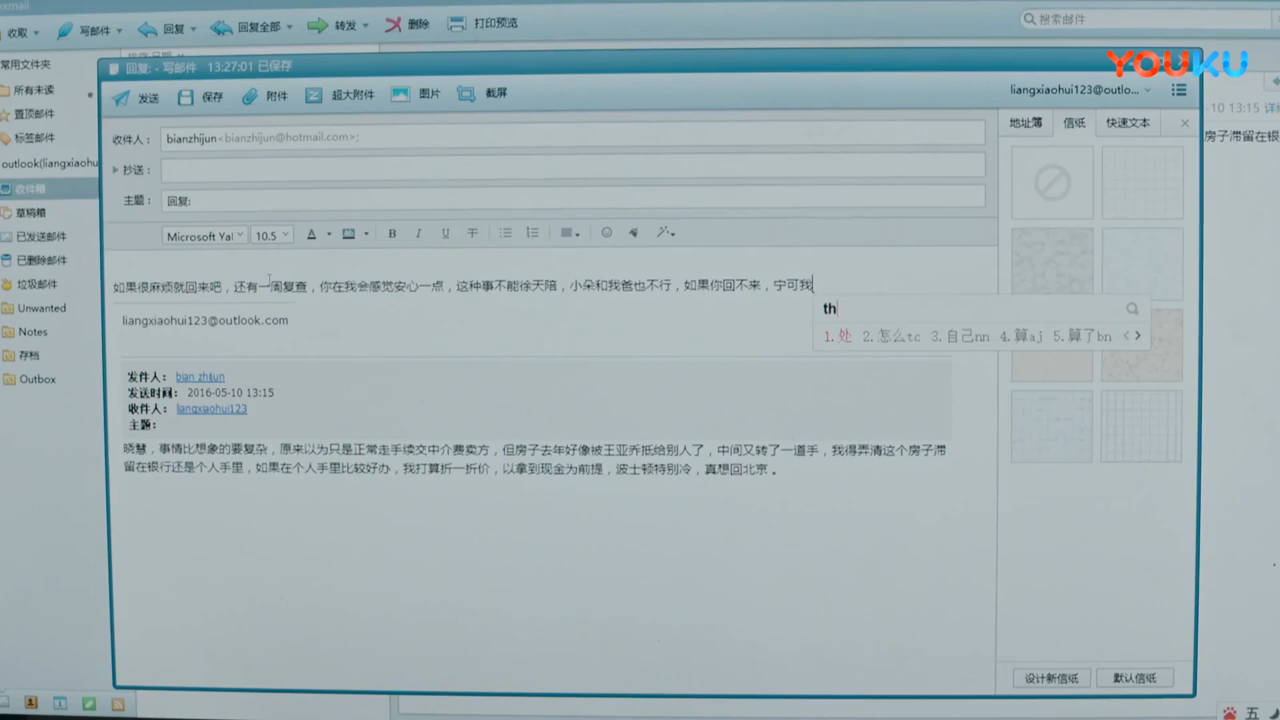 xmail
收取 写邮件 回复 回复全部 转发 删除 打印预览 搜索邮件
YOUKU
常用文件夹
所有未读
置顶邮件
标签邮件
outlook(liangxiaohu
收件箱
草稿箱
已发送邮件
已删除邮件
垃圾邮件
Unwanted
Notes
存档
Outbox
回复: - 写邮件 13:27:01 已保存
发送 保存 附件 超大附件 图片 截屏 liangxiaohui123@outlo...
收件人： bianzhijun<bianzhijun@hotmail.com>;
抄送：
主题： 回复:
Microsoft Yal 10.5 A B I U
如果很麻烦就回来吧，还有一周复查，你在我会感觉安心一点，这种事不能徐天陪，小朵和我爸也不行，如果你回不来，宁可我
th
1.处 2.怎么tc 3.自己nn 4.算aj 5.算了bn
liangxiaohui123@outlook.com
发件人： bian zhijun
发送时间： 2016-05-10 13:15
收件人： liangxiaohui123
主题：
晓慧，事情比想象的要复杂，原来以为只是正常走手续交中介费卖方，但房子去年好像被王亚乔抵给别人了，中间又转了一道手，我得弄清这个房子滞
留在银行还是个人手里，如果在个人手里比较好办，我打算折一折价，以拿到现金为前提，波士顿特别冷，真想回北京。
地址簿 信纸 快速文本
设计新信纸 默认信纸
-10 13:15 详
房子滞留在银
五